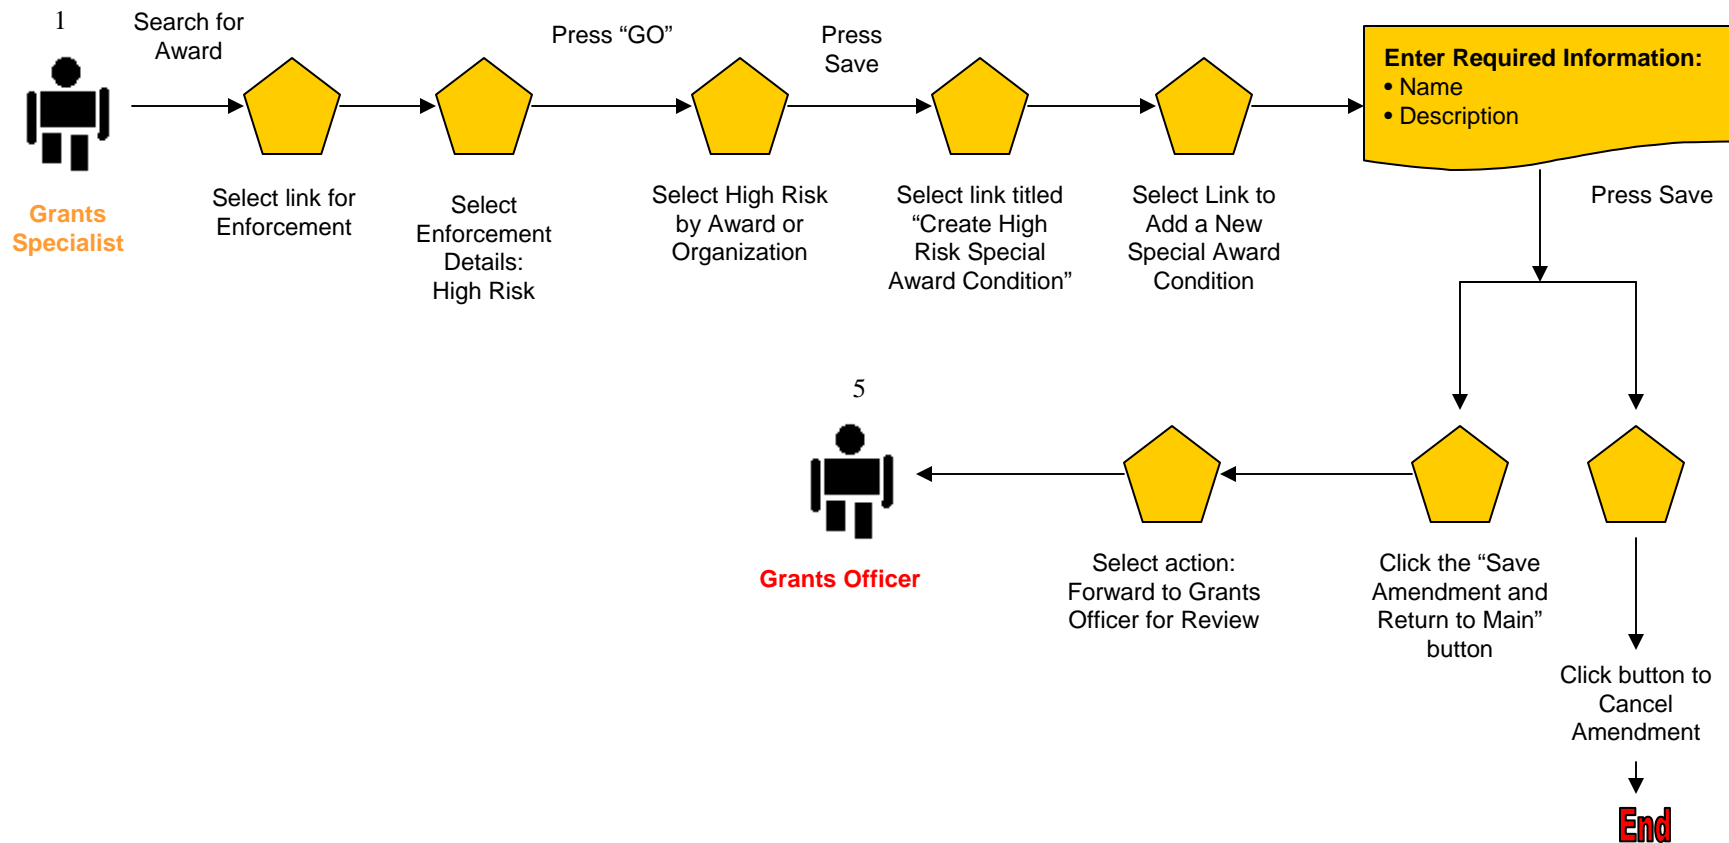 1
Search for
Award
Press “GO”
Press
Save
Enter Required Information:
• Name
• Description
Grants
Specialist
Select link for
Enforcement
Select
Enforcement
Details:
High Risk
Select High Risk
by Award or
Organization
Select link titled
“Create High
Risk Special
Award Condition”
Select Link to
Add a New
Special Award
Condition
Press Save
5
Grants Officer
Select action:
Forward to Grants
Officer for Review
Click the “Save
Amendment and
Return to Main”
button
Click button to
Cancel
Amendment
End